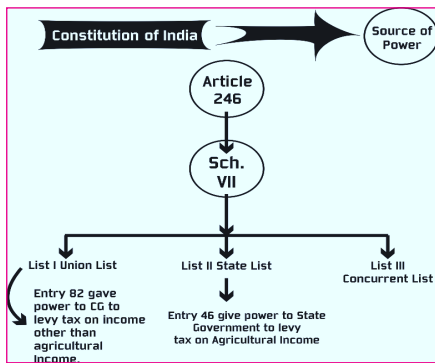 Constitution of India
Source of
Power
Article
246
Sch.
VII
List I Union List
List II State List
List III
Concurrent List
Entry 82 gave
power to CG to
levy tax on income
other than
agricultural
Income.
Entry 46 give power to State
Government to levy
tax on Agricultural Income